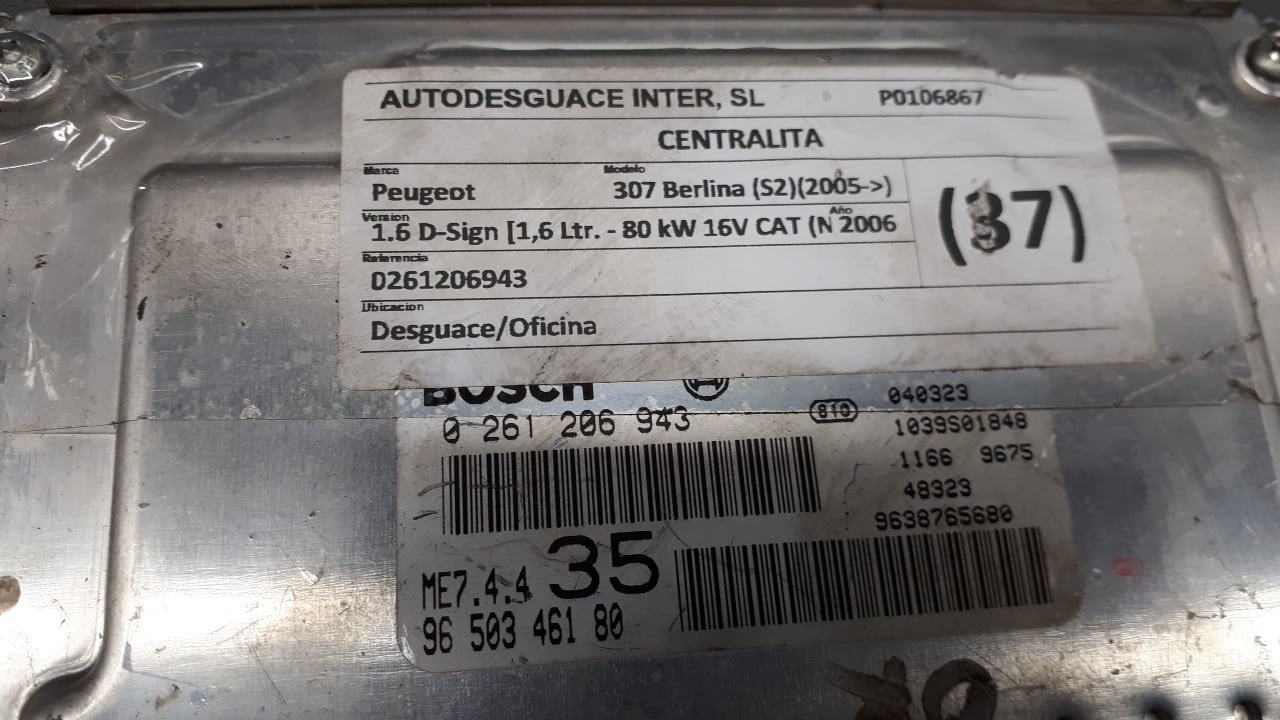 AUTODESGUACE INTER, SL P0106867
CENTRALITA
Marca Modelo
Peugeot 307 Berlina (S2)(2005->)
Version Año
1.6 D-Sign [1,6 Ltr. - 80 kW 16V CAT (N 2006
(37)
Referencia
0261206943
Ubicacion
Desguace/Oficina
BOSCH
040323
0 261 206 943
810
1039S01848
1166 9675
48323
9638765680
ME7.4.4 35
96 503 461 80